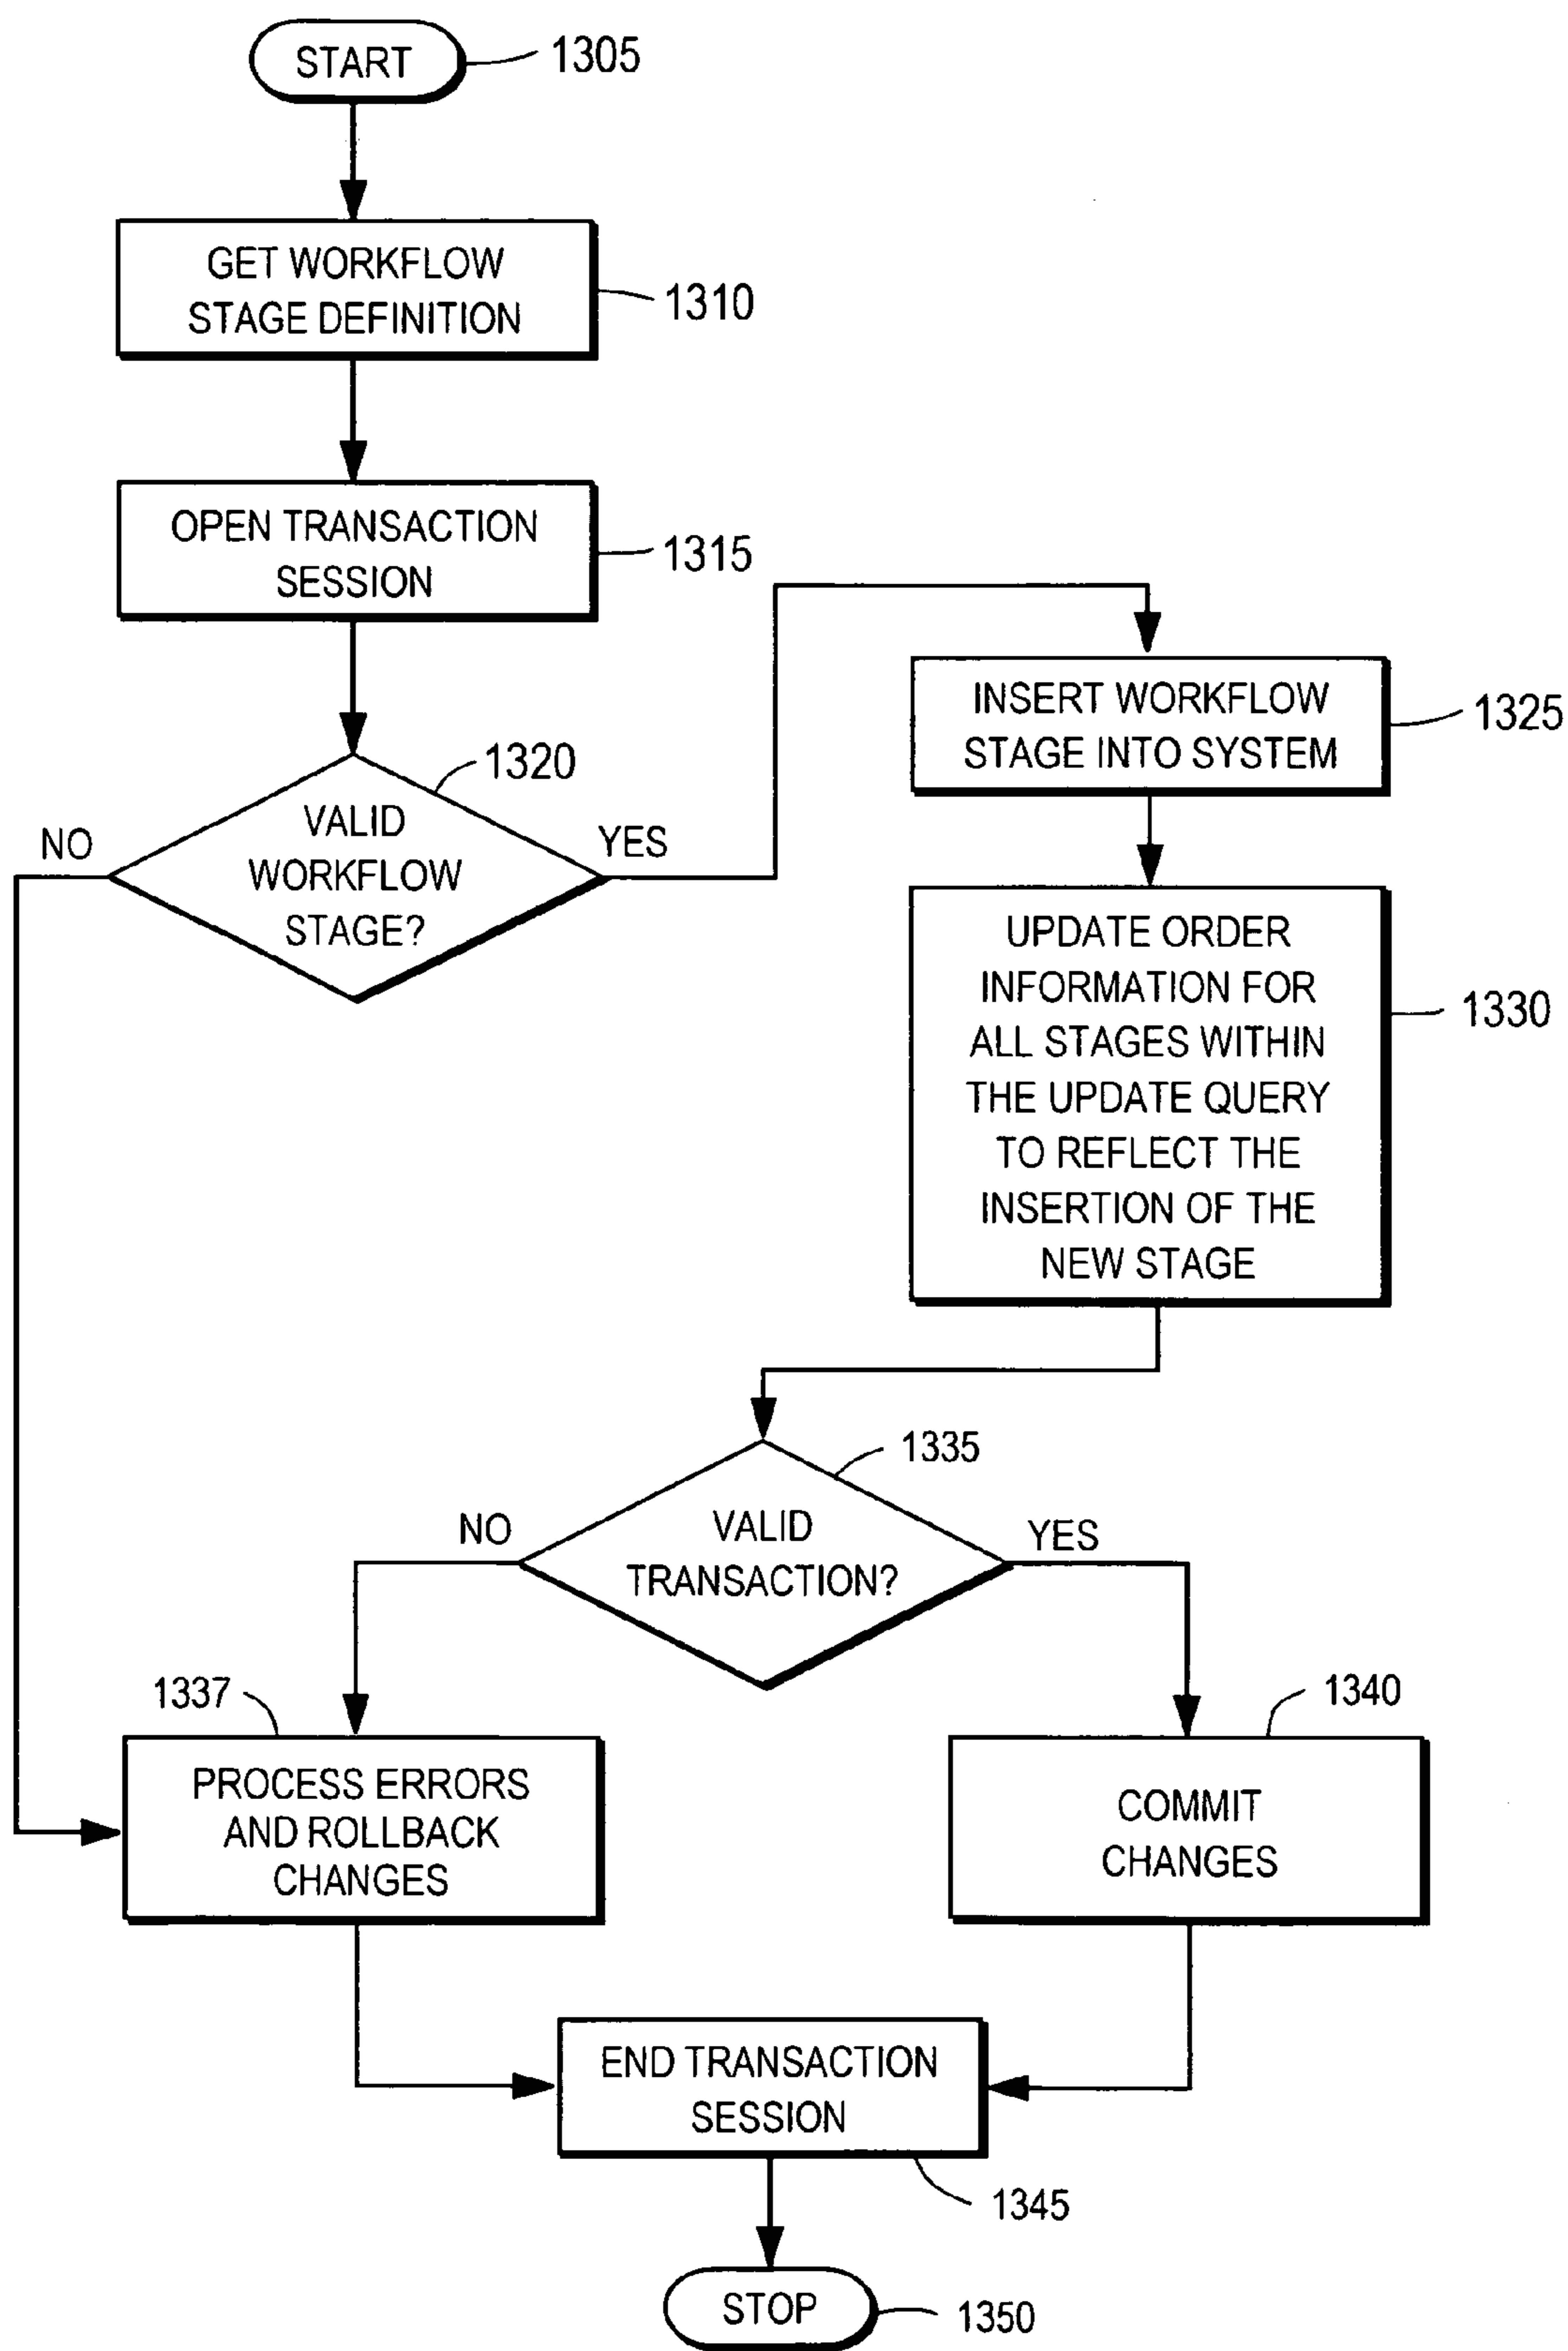 START
1305
GET WORKFLOW
STAGE DEFINITION
1310
OPEN TRANSACTION
SESSION
1315
1320
VALID
WORKFLOW
STAGE?
NO
YES
INSERT WORKFLOW
STAGE INTO SYSTEM
1325
UPDATE ORDER
INFORMATION FOR
ALL STAGES WITHIN
THE UPDATE QUERY
TO REFLECT THE
INSERTION OF THE
NEW STAGE
1330
1335
VALID
TRANSACTION?
NO
YES
1337
PROCESS ERRORS
AND ROLLBACK
CHANGES
1340
COMMIT
CHANGES
END TRANSACTION
SESSION
1345
STOP
1350